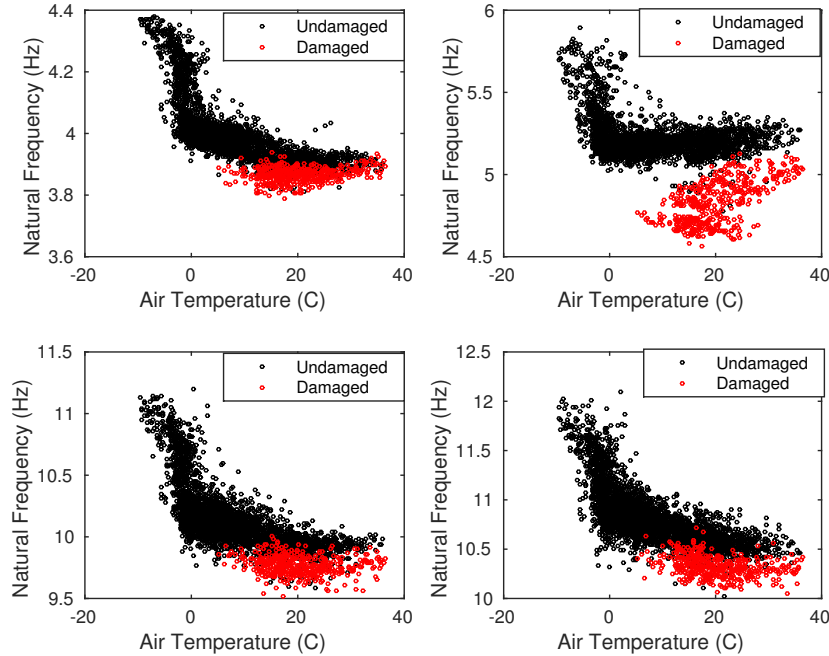 4.4
4.2
4
3.8
3.6
Natural Frequency (Hz)
Undamaged
Damaged
-20
0
20
40
Air Temperature (C)
6
5.5
5
4.5
Natural Frequency (Hz)
Undamaged
Damaged
-20
0
20
40
Air Temperature (C)
11.5
11
10.5
10
9.5
Natural Frequency (Hz)
Undamaged
Damaged
-20
0
20
40
Air Temperature (C)
12.5
12
11.5
11
10.5
10
Natural Frequency (Hz)
Undamaged
Damaged
-20
0
20
40
Air Temperature (C)